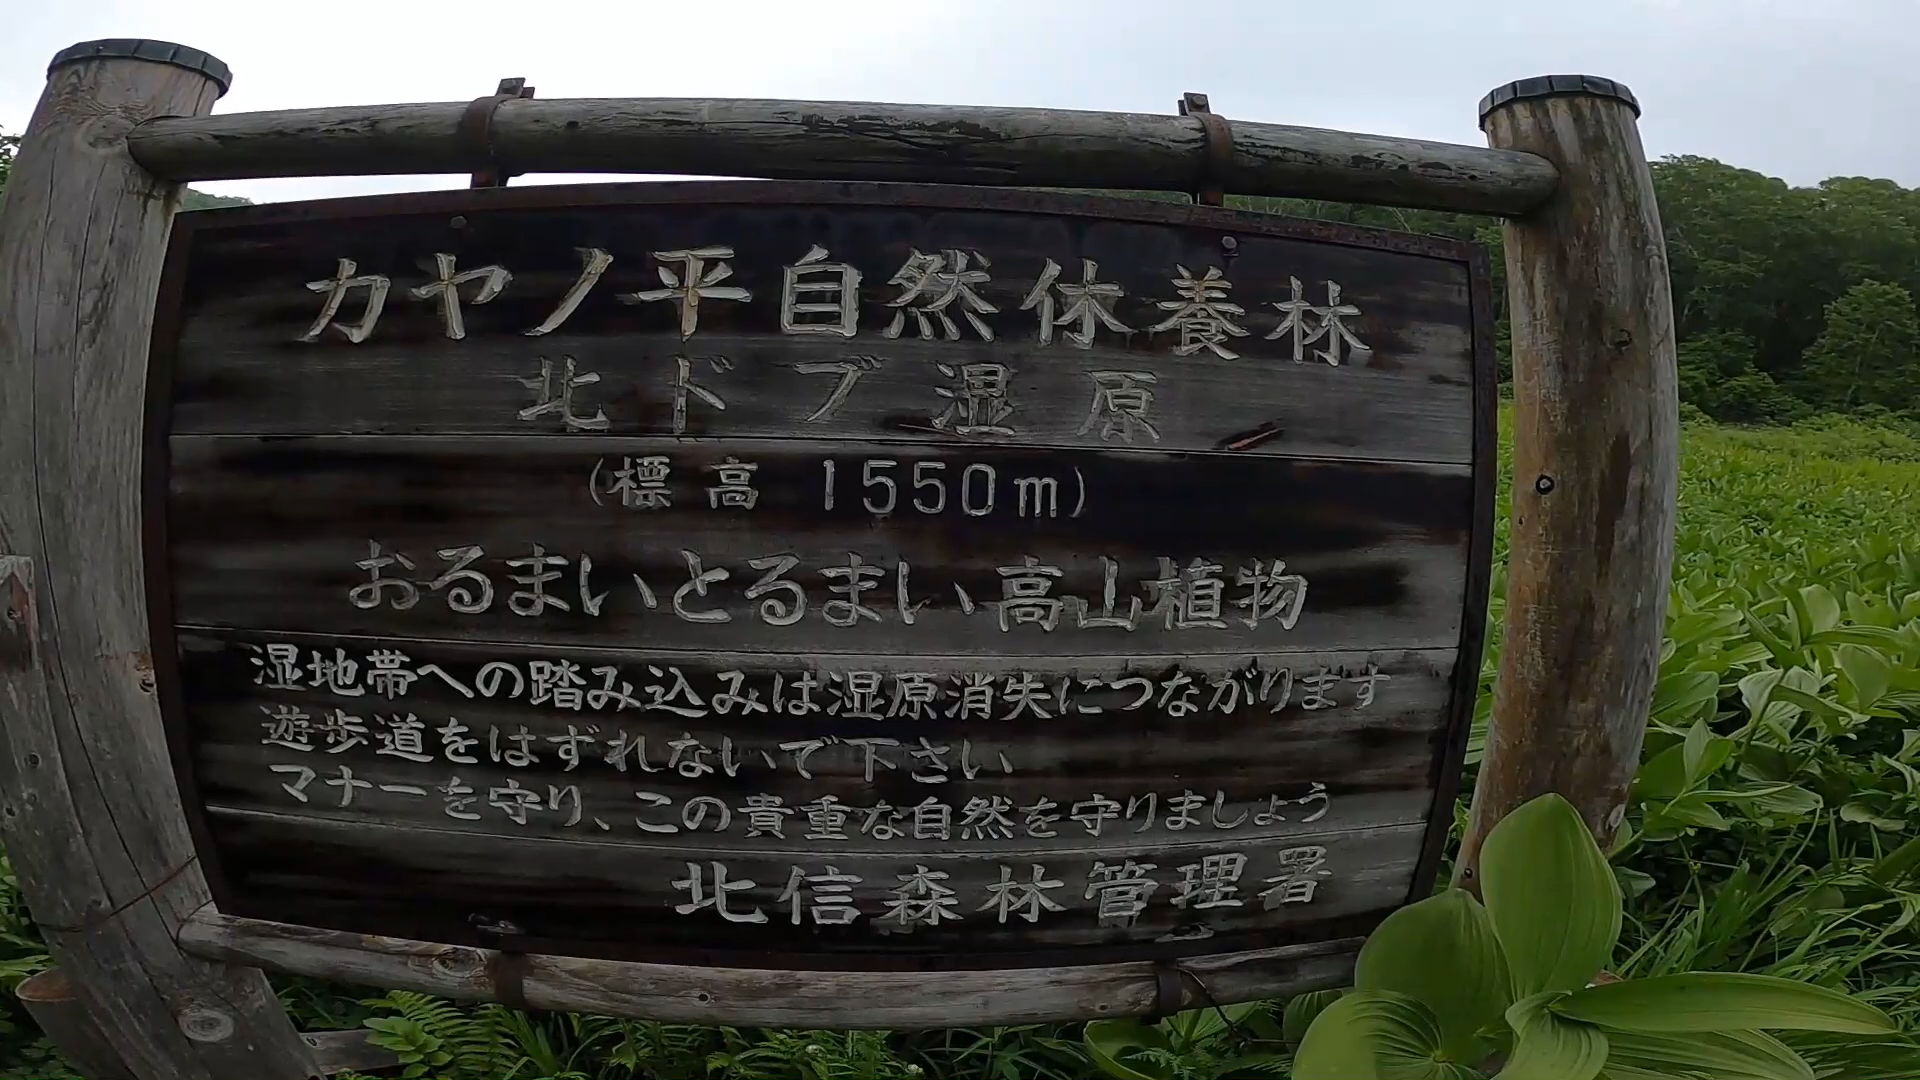 カヤノ平自然休養林
北ドブ湿原
(標高 1550m)
おるまいとるまい高山植物
湿地帯への踏み込みは湿原消失につながります
遊歩道をはずれないで下さい
マナーを守り、この貴重な自然を守りましょう
北信森林管理署